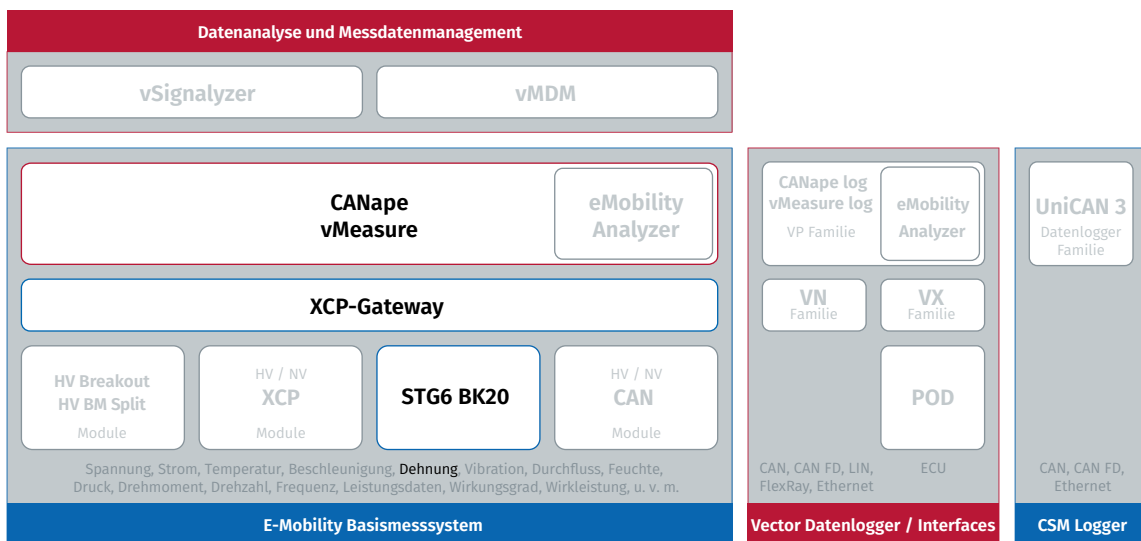 Datenanalyse und Messdatenmanagement
vSignalyzer
vMDM
CANape
vMeasure
eMobility
Analyzer
XCP-Gateway
HV Breakout
HV BM Split
Module
HV / NV
XCP
Module
STG6 BK20
HV / NV
CAN
Module
Spannung, Strom, Temperatur, Beschleunigung, Dehnung, Vibration, Durchfluss, Feuchte,
Druck, Drehmoment, Drehzahl, Frequenz, Leistungsdaten, Wirkungsgrad, Wirkleistung, u. v. m.
E-Mobility Basismesssystem
CANape log
vMeasure log
VP Familie
eMobility
Analyzer
VN
Familie
VX
Familie
POD
CAN, CAN FD, LIN,
FlexRay, Ethernet
ECU
Vector Datenlogger / Interfaces
UniCAN 3
Datenlogger
Familie
CAN, CAN FD,
Ethernet
CSM Logger